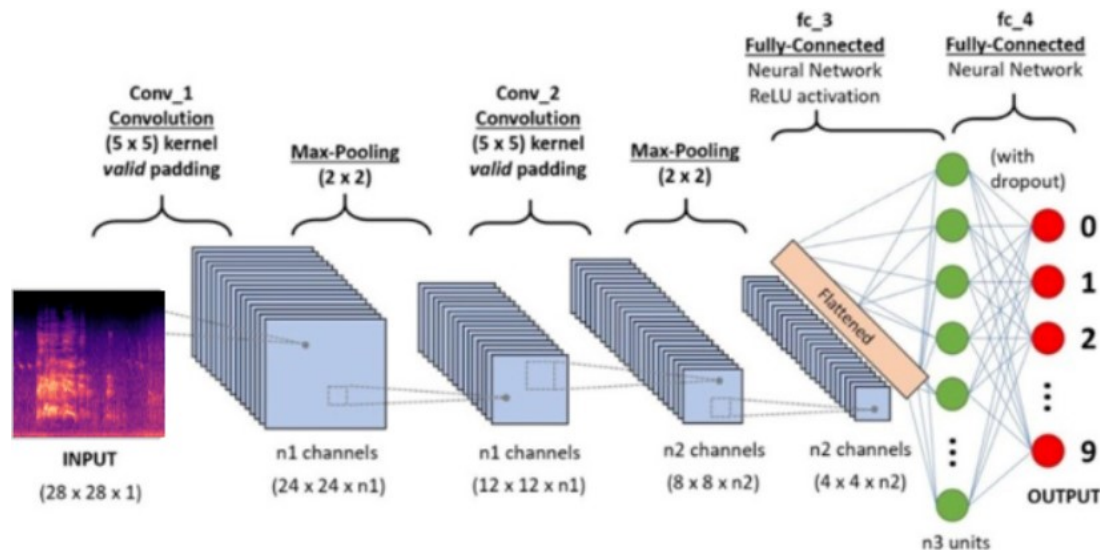 fc_3
Fully-Connected
Neural Network
ReLU activation
fc_4
Fully-Connected
Neural Network
Conv_1
Convolution
(5 x 5) kernel
valid padding
Max-Pooling
(2 x 2)
Conv_2
Convolution
(5 x 5) kernel
valid padding
Max-Pooling
(2 x 2)
(with
dropout)
0
1
2
9
Flattened
INPUT
(28 x 28 x 1)
n1 channels
(24 x 24 x n1)
n1 channels
(12 x 12 x n1)
n2 channels
(8 x 8 x n2)
n2 channels
(4 x 4 x n2)
OUTPUT
n3 units